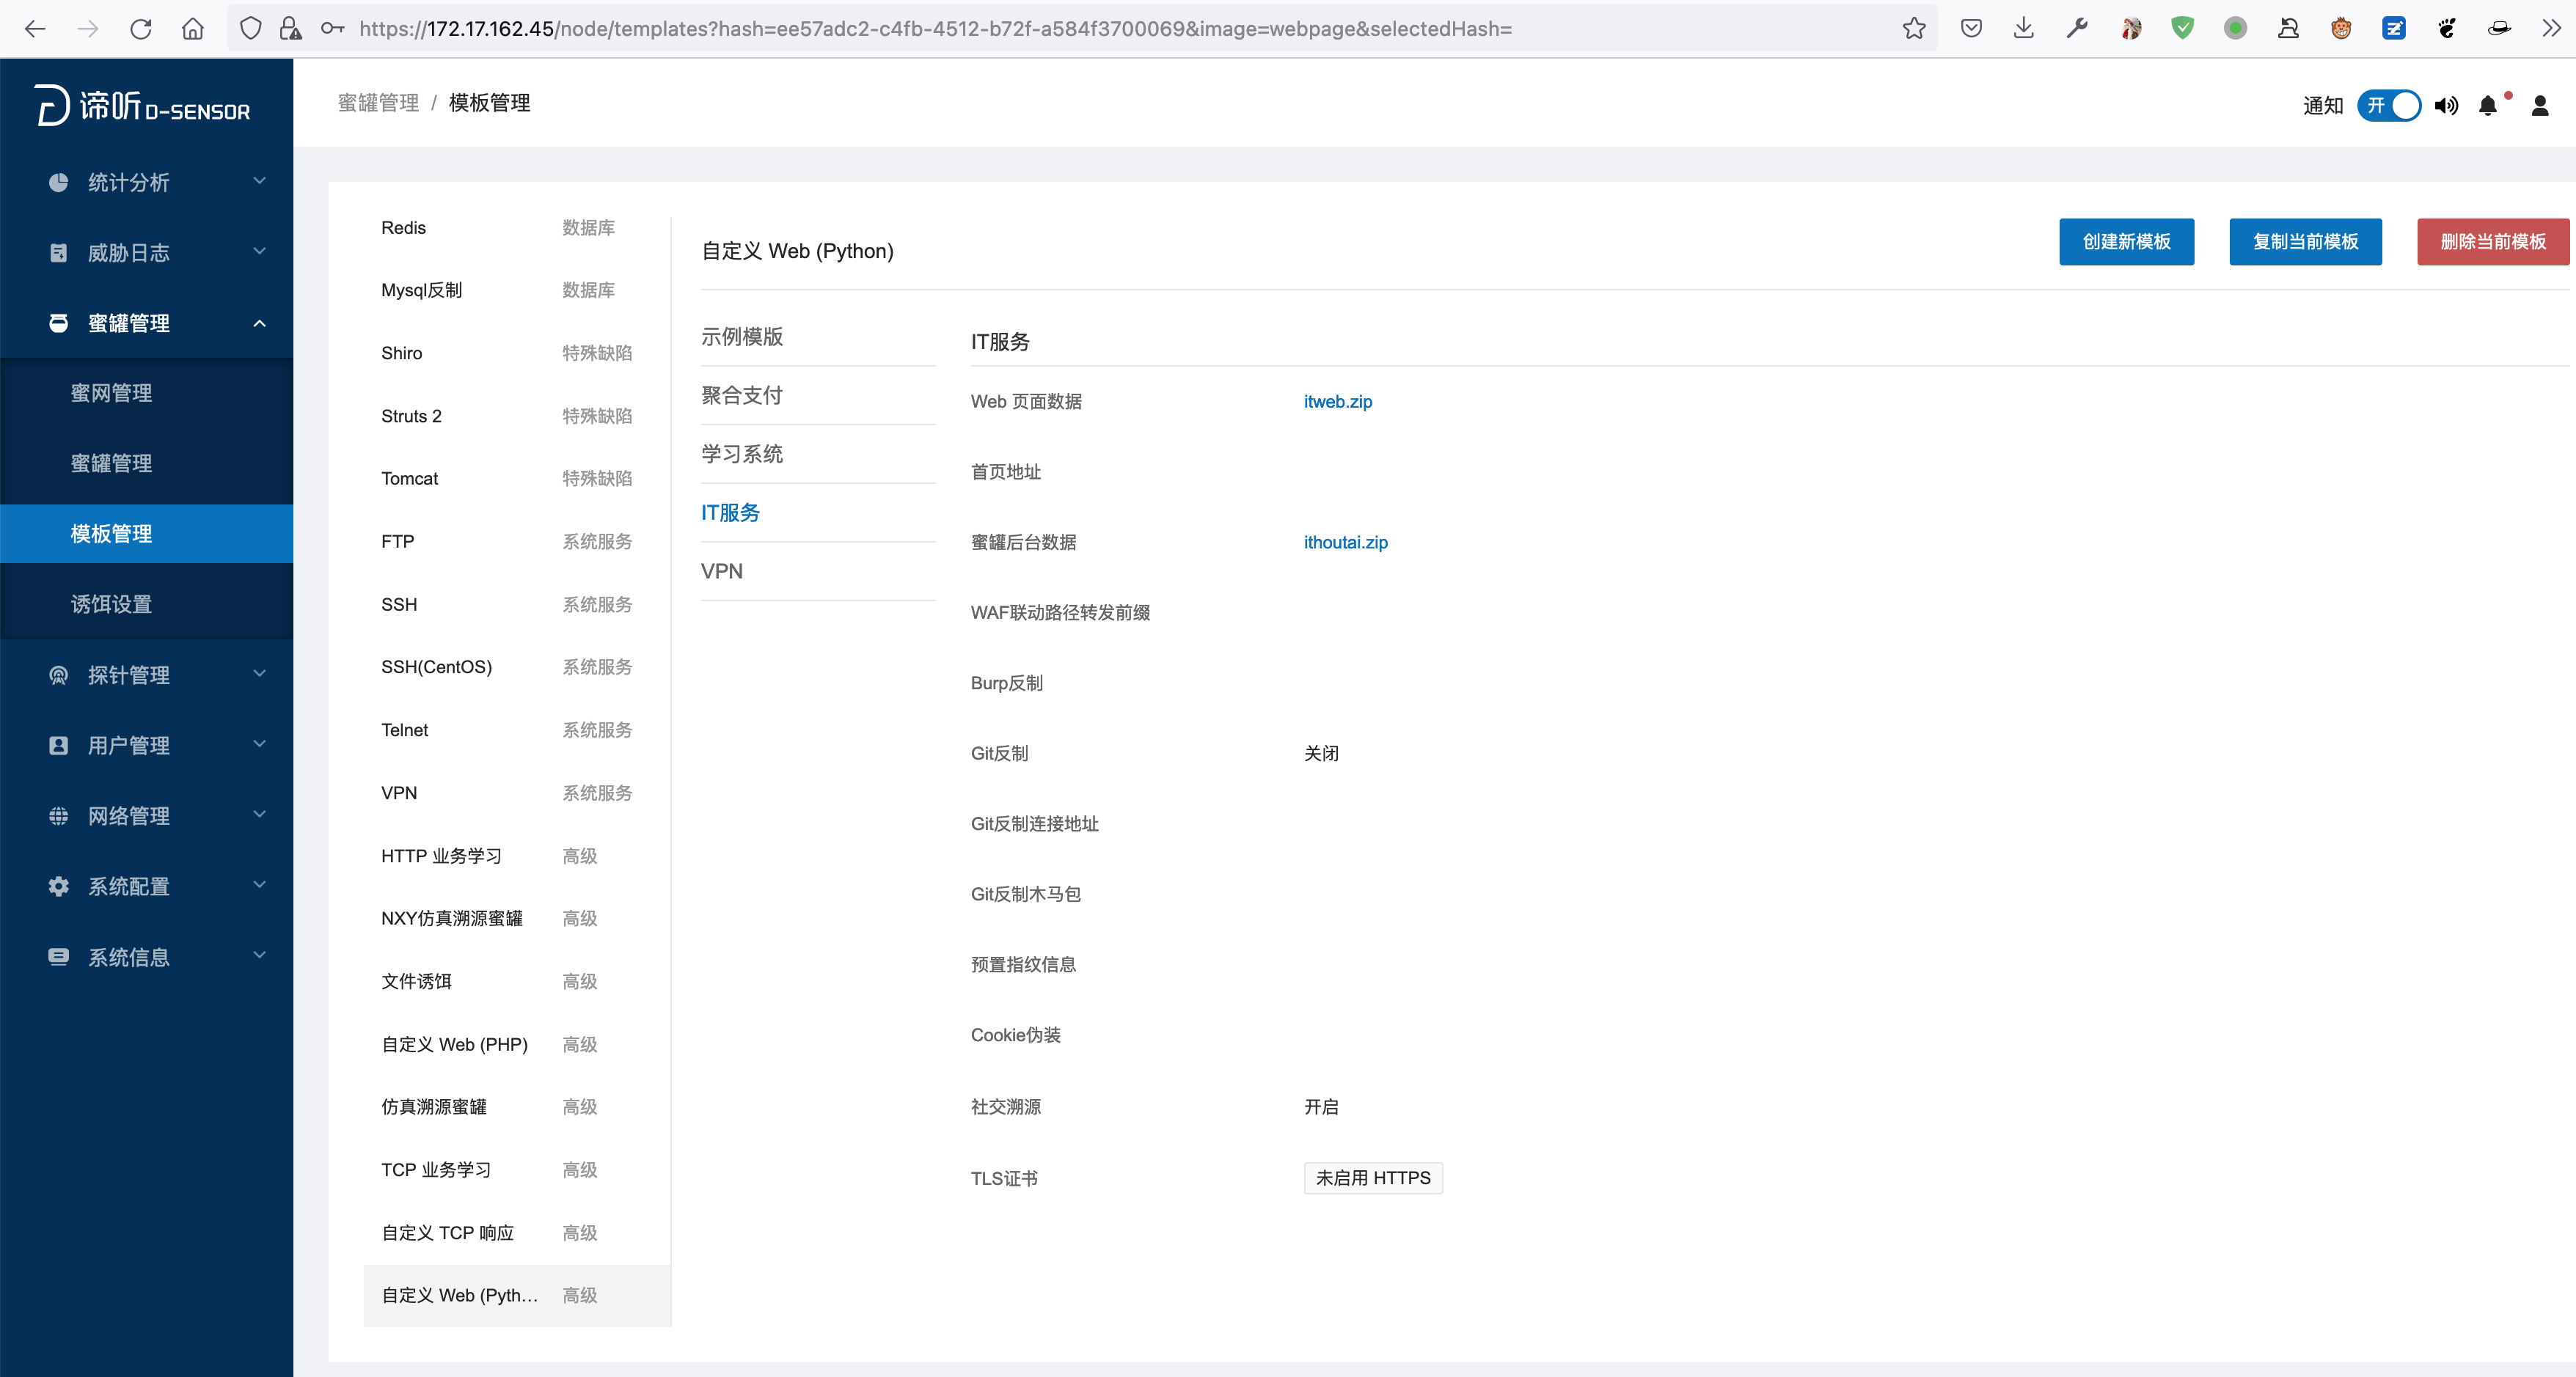 https://172.17.162.45/node/templates?hash=ee57adc2-c4fb-4512-b72f-a584f3700069&image=webpage&selectedHash=
谛听 D-SENSOR
统计分析
威胁日志
蜜罐管理
蜜网管理
蜜罐管理
模板管理
诱饵设置
探针管理
用户管理
网络管理
系统配置
系统信息
蜜罐管理 / 模板管理
通知 开
Redis 数据库
Mysql反制 数据库
Shiro 特殊缺陷
Struts 2 特殊缺陷
Tomcat 特殊缺陷
FTP 系统服务
SSH 系统服务
SSH(CentOS) 系统服务
Telnet 系统服务
VPN 系统服务
HTTP 业务学习 高级
NXY仿真溯源蜜罐 高级
文件诱饵 高级
自定义 Web (PHP) 高级
仿真溯源蜜罐 高级
TCP 业务学习 高级
自定义 TCP 响应 高级
自定义 Web (Pyth… 高级
自定义 Web (Python)
创建新模板 复制当前模板 删除当前模板
示例模版
聚合支付
学习系统
IT服务
VPN
IT服务
Web 页面数据 itweb.zip
首页地址
蜜罐后台数据 ithoutai.zip
WAF联动路径转发前缀
Burp反制
Git反制 关闭
Git反制连接地址
Git反制木马包
预置指纹信息
Cookie伪装
社交溯源 开启
TLS证书 未启用 HTTPS